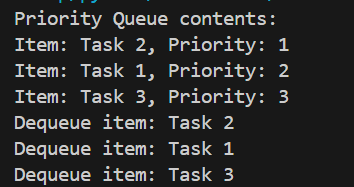 Priority Queue contents:
Item: Task 2, Priority: 1
Item: Task 1, Priority: 2
Item: Task 3, Priority: 3
Dequeue item: Task 2
Dequeue item: Task 1
Dequeue item: Task 3